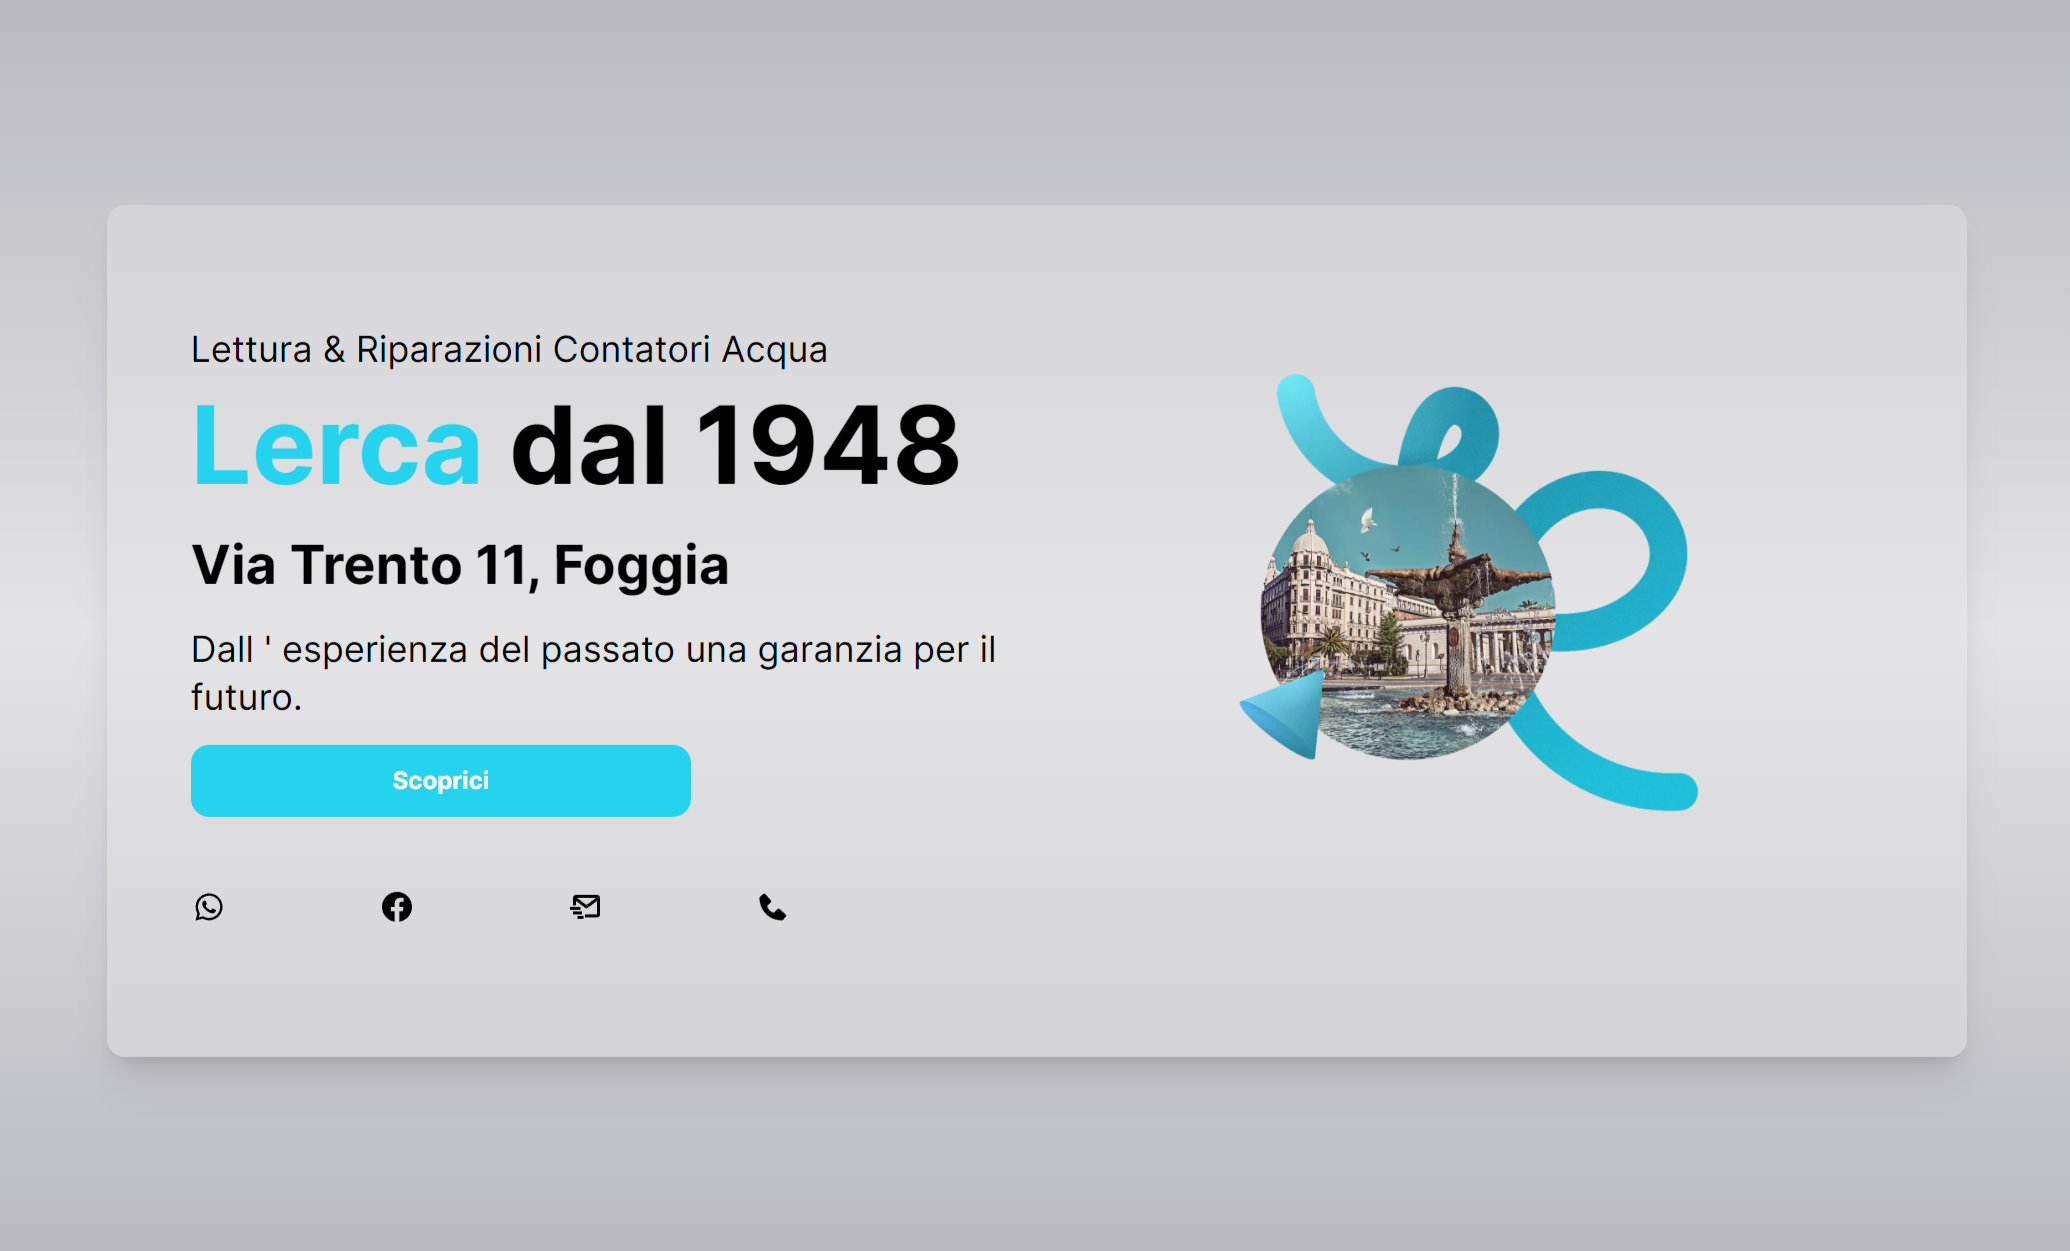 Lettura & Riparazioni Contatori Acqua
Lerca dal 1948
Via Trento 11, Foggia
Dall ' esperienza del passato una garanzia per il
futuro.
Scoprici